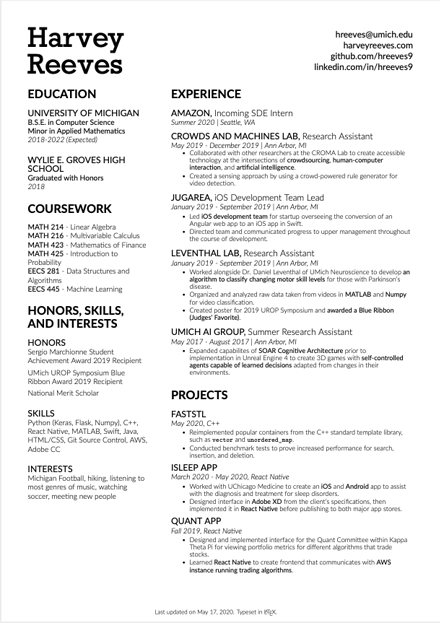 Harvey
Reeves
hreeves@umich.edu
harveyreeves.com
github.com/hreeves9
linkedin.com/in/hreeves9
EDUCATION
UNIVERSITY OF MICHIGAN
B.S.E. in Computer Science
Minor in Applied Mathematics
2018-2022 (Expected)
WYLIE E. GROVES HIGH
SCHOOL
Graduated with Honors
2018
COURSEWORK
MATH 214 - Linear Algebra
MATH 216 - Multivariable Calculus
MATH 423 - Mathematics of Finance
MATH 425 - Introduction to
Probability
EECS 281 - Data Structures and
Algorithms
EECS 445 - Machine Learning
HONORS, SKILLS,
AND INTERESTS
HONORS
Sergio Marchionne Student
Achievement Award 2019 Recipient
UMich UROP Symposium Blue
Ribbon Award 2019 Recipient
National Merit Scholar
SKILLS
Python (Keras, Flask, Numpy), C++,
React Native, MATLAB, Swift, Java,
HTML/CSS, Git Source Control, AWS,
Adobe CC
INTERESTS
Michigan Football, hiking, listening to
most genres of music, watching
soccer, meeting new people
EXPERIENCE
AMAZON, Incoming SDE Intern
Summer 2020 | Seattle, WA
CROWDS AND MACHINES LAB, Research Assistant
May 2019 - December 2019 | Ann Arbor, MI
• Collaborated with other researchers at the CROMA Lab to create accessible
technology at the intersections of crowdsourcing, human-computer
interaction, and artificial intelligence.
• Created a sensing approach by using a crowd-powered rule generator for
video detection.
JUGAREA, iOS Development Team Lead
January 2019 - September 2019 | Ann Arbor, MI
• Led iOS development team for startup overseeing the conversion of an
Angular web app to an iOS app in Swift.
• Directed team and communicated progress to upper management throughout
the course of development.
LEVENTHAL LAB, Research Assistant
January 2019 - September 2019 | Ann Arbor, MI
• Worked alongside Dr. Daniel Leventhal of UMich Neuroscience to develop an
algorithm to classify changing motor skill levels for those with Parkinson's
disease.
• Organized and analyzed raw data taken from videos in MATLAB and Numpy
for video classification.
• Created poster for 2019 UROP Symposium and awarded a Blue Ribbon
(Judges' Favorite).
UMICH AI GROUP, Summer Research Assistant
May 2017 - August 2017 | Ann Arbor, MI
• Expanded capabilites of SOAR Cognitive Architecture prior to
implementation in Unreal Engine 4 to create 3D games with self-controlled
agents capable of learned decisions adapted from changes in their
environments.
PROJECTS
FASTSTL
May 2020, C++
• Reimplemented popular containers from the C++ standard template library,
such as vector and unordered_map.
• Conducted benchmark tests to prove increased performance for search,
insertion, and deletion.
ISLEEP APP
March 2020 - May 2020, React Native
• Worked with UChicago Medicine to create an iOS and Android app to assist
with the diagnosis and treatment for sleep disorders.
• Designed interface in Adobe XD from the client's specifications, then
implemented it in React Native before publishing to both major app stores.
QUANT APP
Fall 2019, React Native
• Designed and implemented interface for the Quant Committee within Kappa
Theta Pi for viewing portfolio metrics for different algorithms that trade
stocks.
• Learned React Native to create frontend that communicates with AWS
instance running trading algorithms.
Last updated on May 17, 2020. Typeset in LATEX.